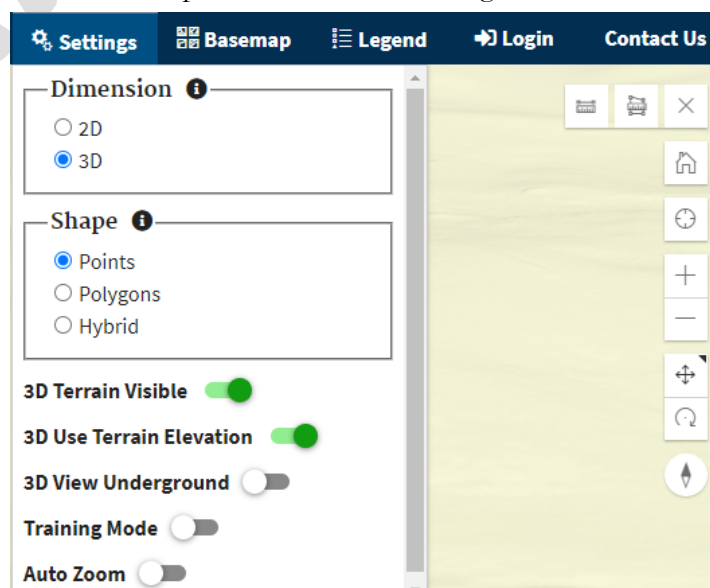 Settings Basemap Legend Login Contact Us
Dimension
2D
3D
Shape
Points
Polygons
Hybrid
3D Terrain Visible
3D Use Terrain Elevation
3D View Underground
Training Mode
Auto Zoom